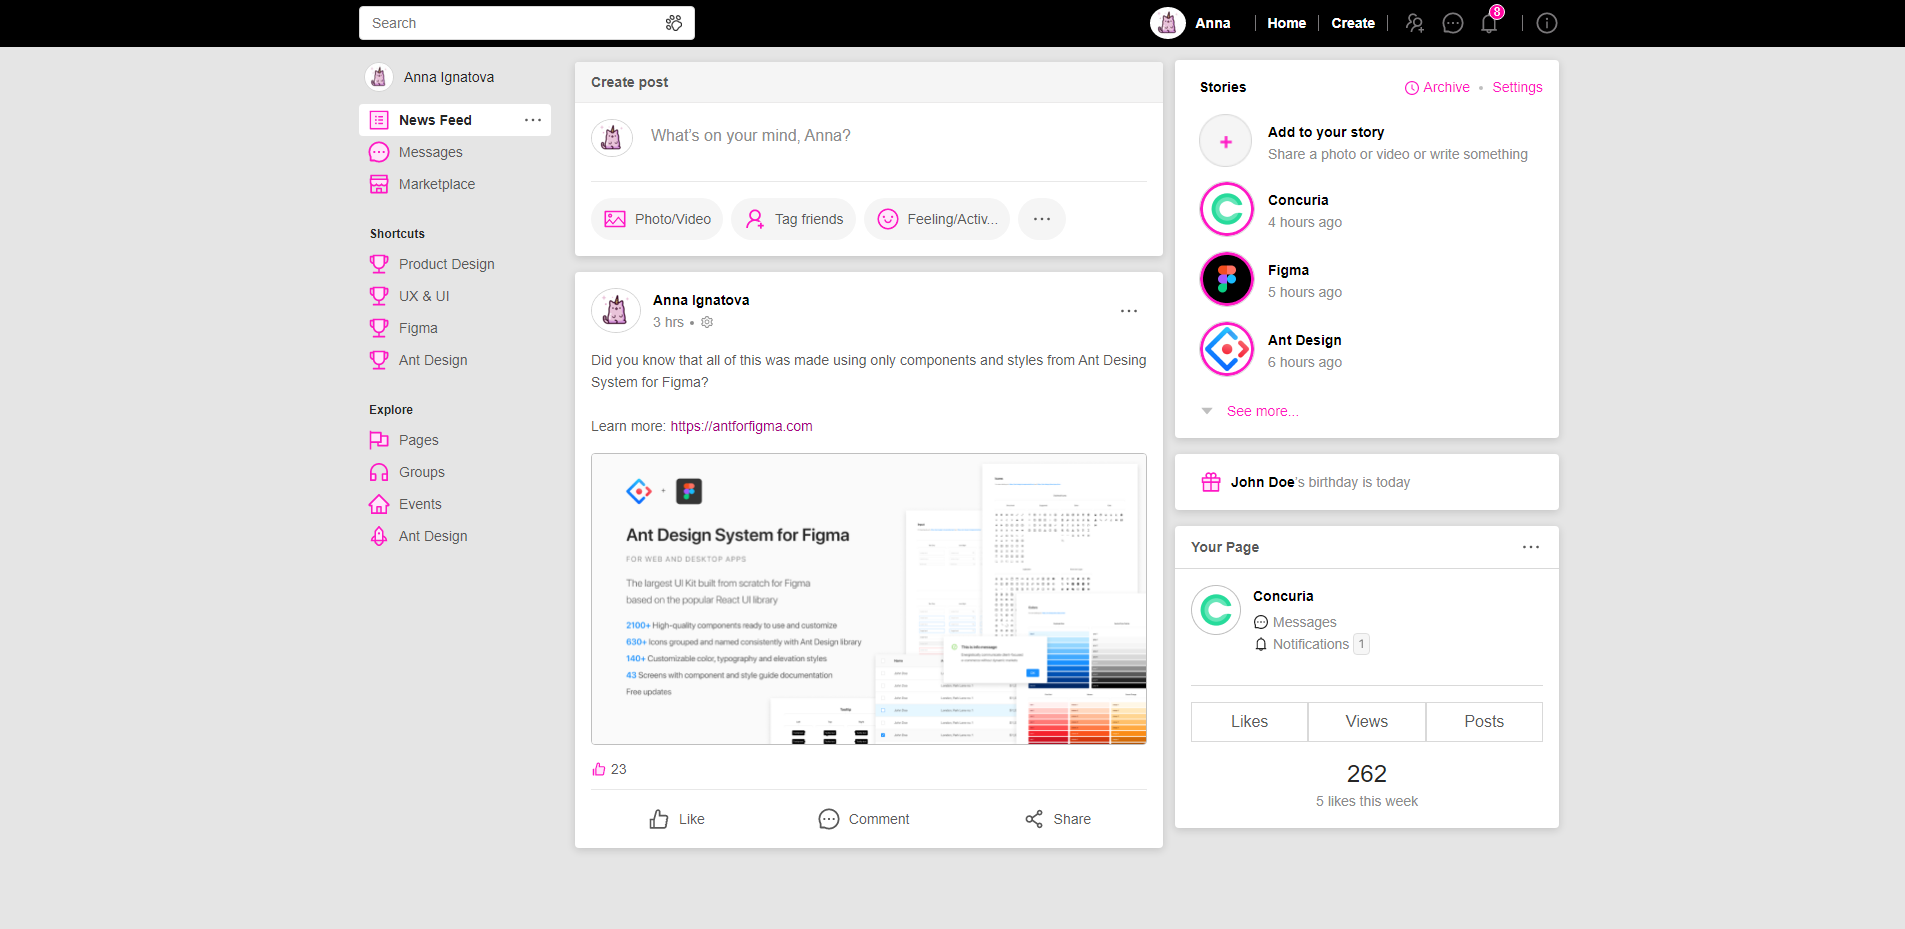 Search
Anna
Home
Create
8
Anna Ignatova
News Feed
Messages
Marketplace
Shortcuts
Product Design
UX & UI
Figma
Ant Design
Explore
Pages
Groups
Events
Ant Design
Create post
What's on your mind, Anna?
Photo/Video
Tag friends
Feeling/Activ...
Anna Ignatova
3 hrs
Did you know that all of this was made using only components and styles from Ant Desing
System for Figma?
Learn more: https://antforfigma.com
+
Ant Design System for Figma
FOR WEB AND DESKTOP APPS
The largest UI Kit built from scratch for Figma
based on the popular React UI library
2100+ High-quality components ready to use and customize
630+ Icons grouped and named consistently with Ant Design library
140+ Customizable color, typography and elevation styles
43 Screens with component and style guide documentation
Free updates
23
Like
Comment
Share
Stories
Archive • Settings
Add to your story
Share a photo or video or write something
Concuria
4 hours ago
Figma
5 hours ago
Ant Design
6 hours ago
See more...
John Doe's birthday is today
Your Page
Concuria
Messages
Notifications 1
Likes
Views
Posts
262
5 likes this week